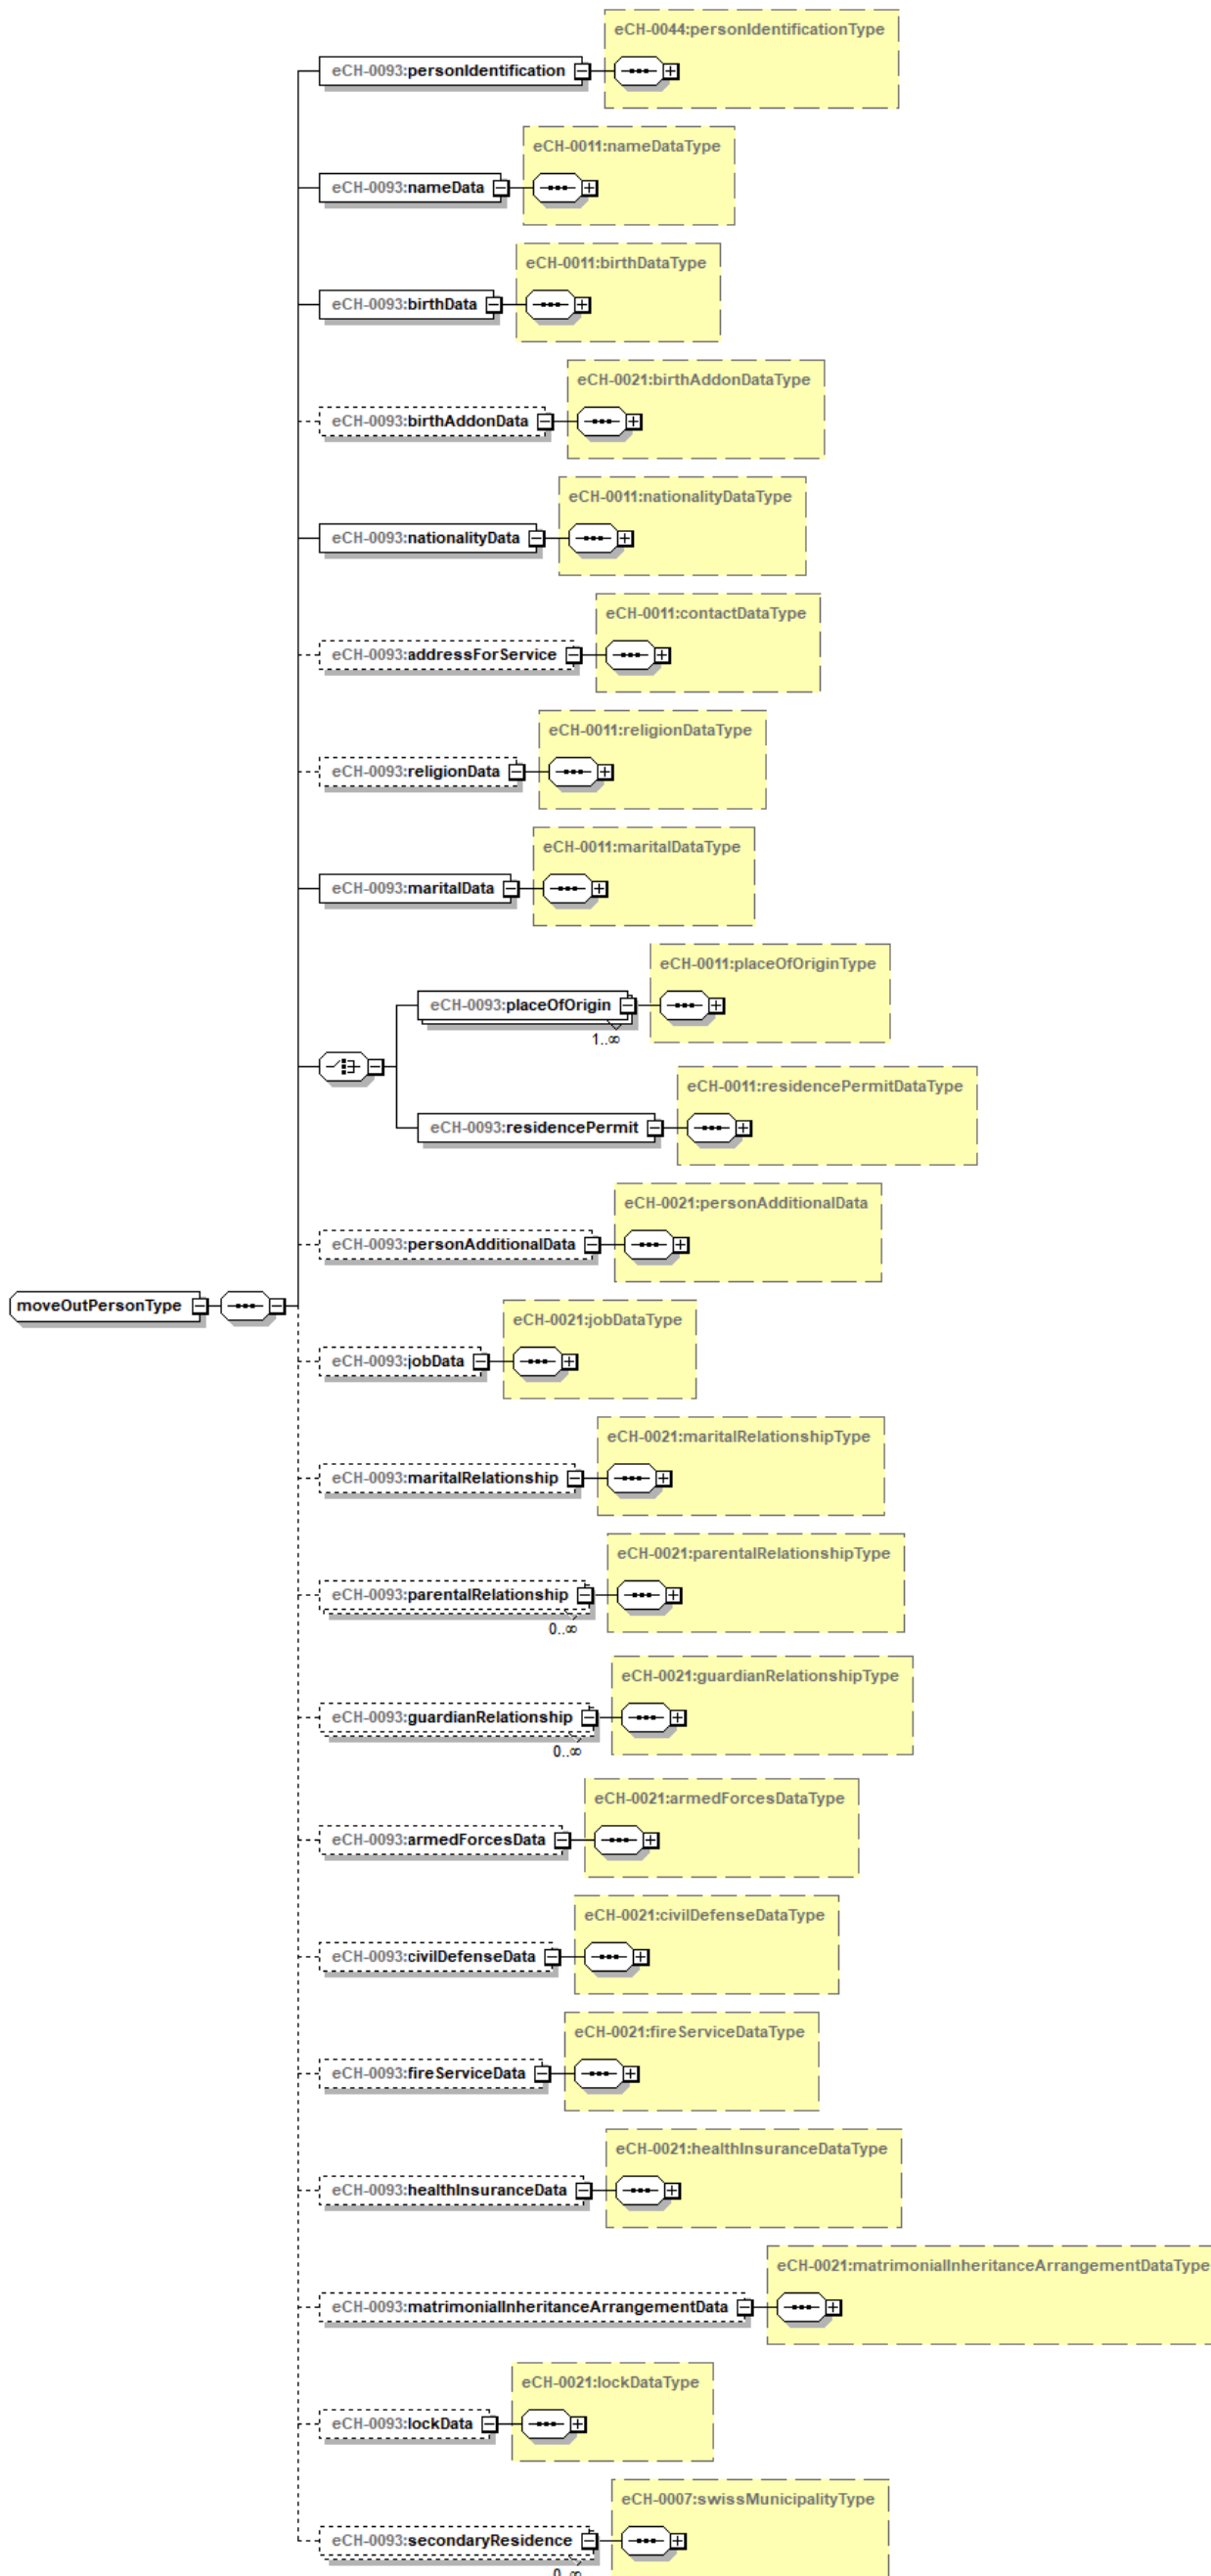 eCH-0044:personIdentificationType
eCH-0093:personIdentification
eCH-0011:nameDataType
eCH-0093:nameData
eCH-0011:birthDataType
eCH-0093:birthData
eCH-0021:birthAddonDataType
eCH-0093:birthAddonData
eCH-0011:nationalityDataType
eCH-0093:nationalityData
eCH-0011:contactDataType
eCH-0093:addressForService
eCH-0011:religionDataType
eCH-0093:religionData
eCH-0011:maritalDataType
eCH-0093:maritalData
eCH-0011:placeOfOriginType
eCH-0093:placeOfOrigin
1..∞
eCH-0011:residencePermitDataType
eCH-0093:residencePermit
eCH-0021:personAdditionalData
eCH-0093:personAdditionalData
moveOutPersonType
eCH-0021:jobDataType
eCH-0093:jobData
eCH-0021:maritalRelationshipType
eCH-0093:maritalRelationship
eCH-0021:parentalRelationshipType
eCH-0093:parentalRelationship
0..∞
eCH-0021:guardianRelationshipType
eCH-0093:guardianRelationship
0..∞
eCH-0021:armedForcesDataType
eCH-0093:armedForcesData
eCH-0021:civilDefenseDataType
eCH-0093:civilDefenseData
eCH-0021:fireServiceDataType
eCH-0093:fireServiceData
eCH-0021:healthInsuranceDataType
eCH-0093:healthInsuranceData
eCH-0021:matrimonialInheritanceArrangementDataType
eCH-0093:matrimonialInheritanceArrangementData
eCH-0021:lockDataType
eCH-0093:lockData
eCH-0007:swissMunicipalityType
eCH-0093:secondaryResidence
0..∞